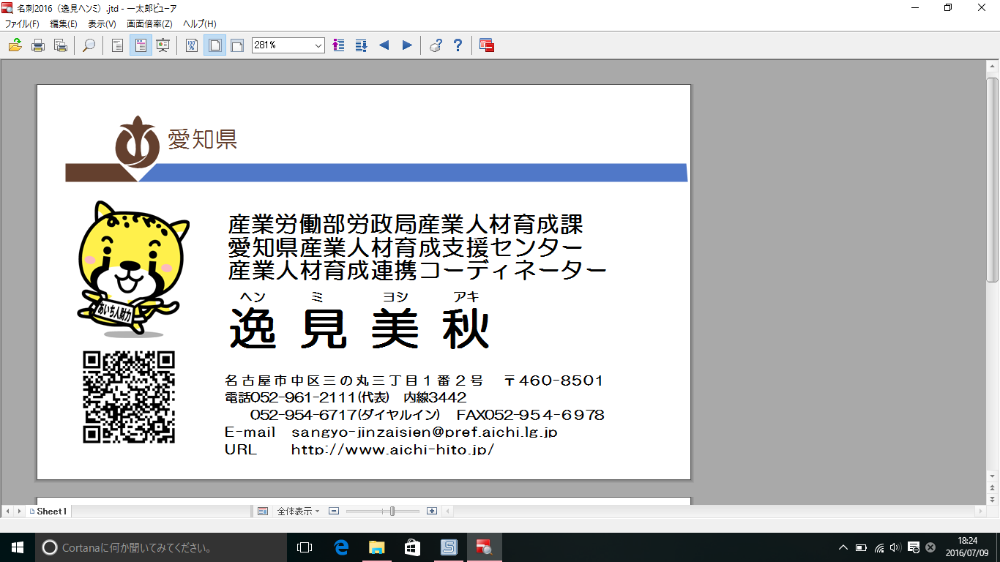 名刺2016（逸見ヘンミ）.jtd - 一太郎ビューア
ファイル(F) 編集(E) 表示(V) 画面倍率(Z) ヘルプ(H)
281%
愛知県
産業労働部労政局産業人材育成課
愛知県産業人材育成支援センター
産業人材育成連携コーディネーター
ヘン ミ ヨシ アキ
逸見美秋
あいち人財力
名古屋市中区三の丸三丁目１番２号 〒460-8501
電話052-961-2111(代表) 内線3442
052-954-6717(ダイヤルイン) FAX052-954-6978
E-mail sangyo-jinzaisien@pref.aichi.lg.jp
URL http://www.aichi-hito.jp/
Sheet1 全体表示
Cortanaに何か聞いてみてください。
18:24
2016/07/09